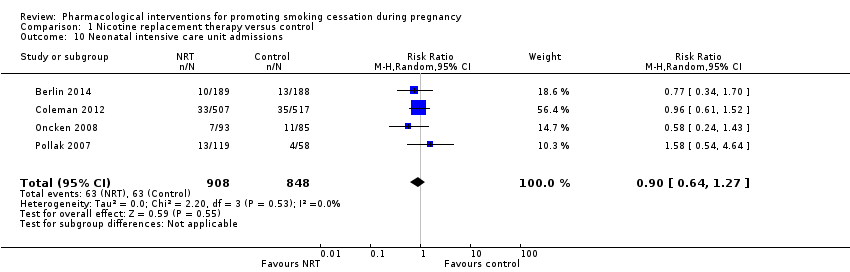 Review: Pharmacological interventions for promoting smoking cessation during pregnancy
Comparison: 1 Nicotine replacement therapy versus control
Outcome: 10 Neonatal intensive care unit admissions
Study or subgroup NRT Control Risk Ratio Weight Risk Ratio
n/N n/N M-H,Random,95% CI M-H,Random,95% CI
Berlin 2014 10/189 13/188 18.6 % 0.77 [ 0.34, 1.70 ]
Coleman 2012 33/507 35/517 56.4 % 0.96 [ 0.61, 1.52 ]
Oncken 2008 7/93 11/85 14.7 % 0.58 [ 0.24, 1.43 ]
Pollak 2007 13/119 4/58 10.3 % 1.58 [ 0.54, 4.64 ]
Total (95% CI) 908 848 100.0 % 0.90 [ 0.64, 1.27 ]
Total events: 63 (NRT), 63 (Control)
Heterogeneity: Tau² = 0.0; Chi² = 2.20, df = 3 (P = 0.53); I² =0.0%
Test for overall effect: Z = 0.59 (P = 0.55)
Test for subgroup differences: Not applicable
0.01 0.1 1 10 100
Favours NRT Favours control